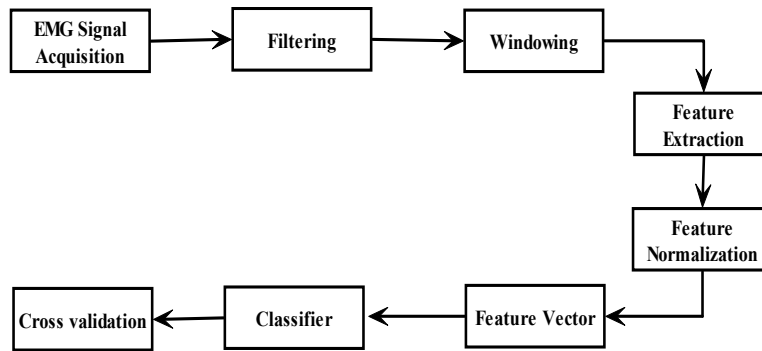 EMG Signal
Acquisition
Filtering
Windowing
Feature
Extraction
Feature
Normalization
Feature Vector
Classifier
Cross validation